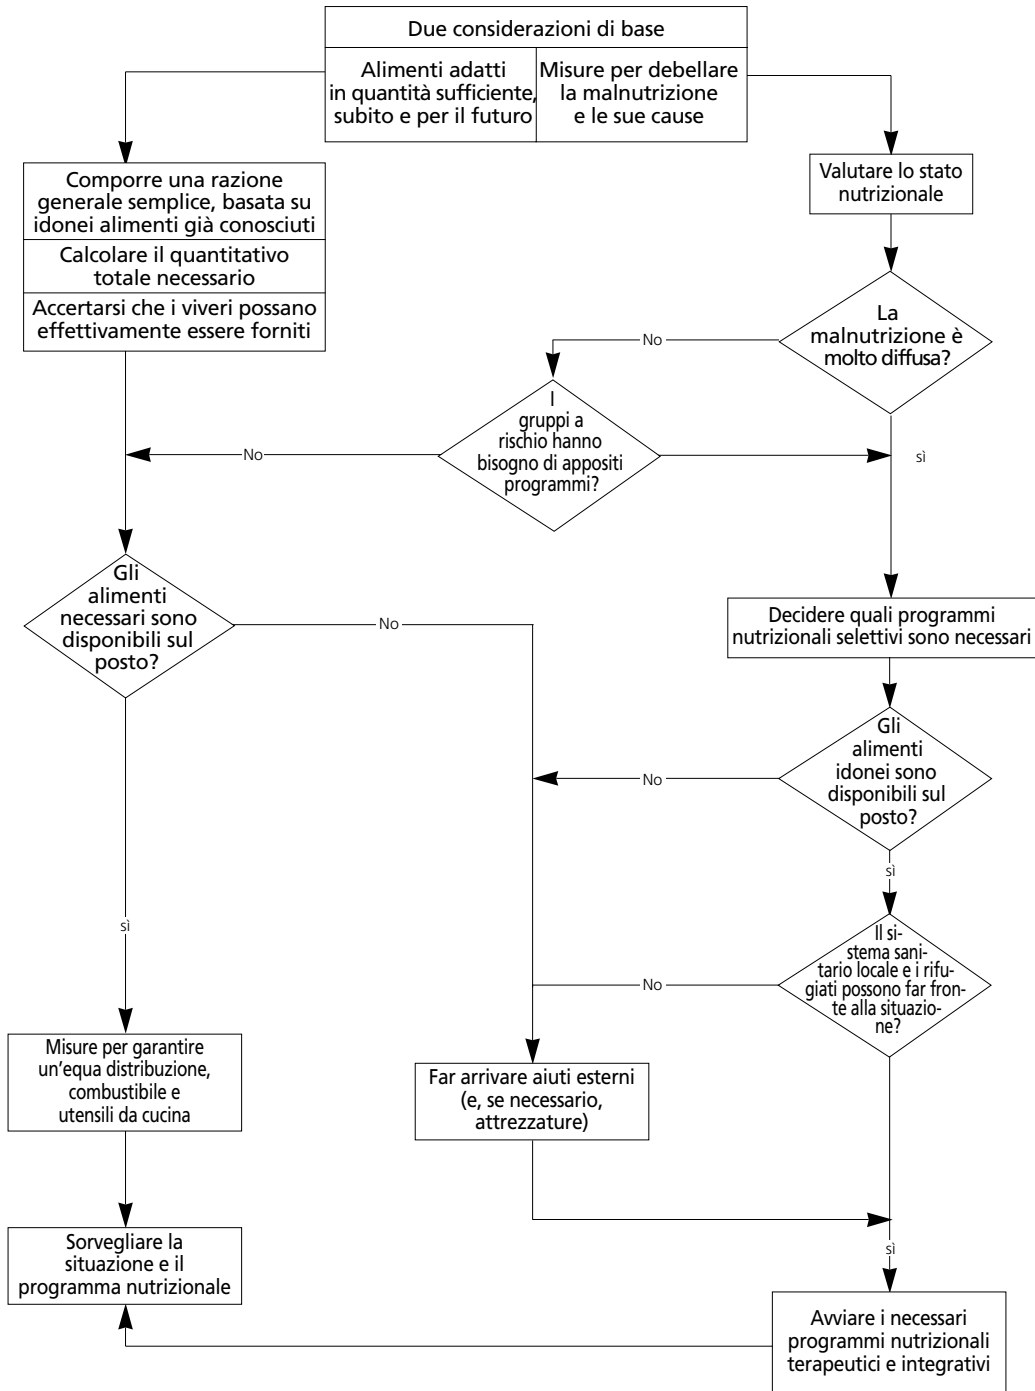 Due considerazioni di base
Alimenti adatti
in quantità sufficiente,
subito e per il futuro
Misure per debellare
la malnutrizione
e le sue cause
Comporre una razione
generale semplice, basata su
idonei alimenti già conosciuti
Calcolare il quantitativo
totale necessario
Accertarsi che i viveri possano
effettivamente essere forniti
Valutare lo stato
nutrizionale
La
malnutrizione è
molto diffusa?
No
I
gruppi a
rischio hanno
bisogno di appositi
programmi?
No
sì
Gli
alimenti
necessari sono
disponibili sul
posto?
No
Decidere quali programmi
nutrizionali selettivi sono necessari
Gli
alimenti
idonei sono
disponibili sul
posto?
No
sì
sì
Il si-
stema sani-
tario locale e i rifu-
giati possono far fron-
te alla situazio-
ne?
No
Misure per garantire
un'equa distribuzione,
combustibile e
utensili da cucina
Far arrivare aiuti esterni
(e, se necessario,
attrezzature)
sì
Sorvegliare la
situazione e il
programma nutrizionale
Avviare i necessari
programmi nutrizionali
terapeutici e integrativi